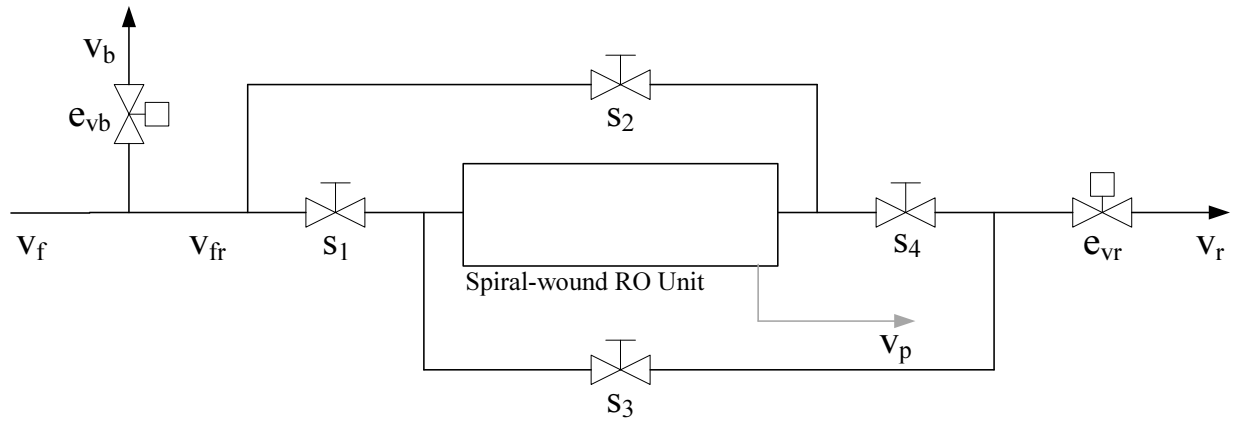 v_b
e_vb
s_2
v_f
v_fr
s_1
s_4
e_vr
v_r
Spiral-wound RO Unit
v_p
s_3